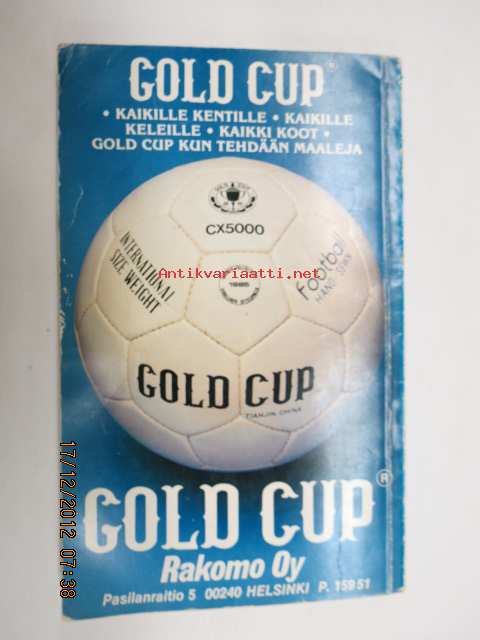 GOLD CUP®
• KAIKILLE KENTILLE • KAIKILLE
KELEILLE • KAIKKI KOOT •
GOLD CUP KUN TEHDÄÄN MAALEJA
CX5000
INTERNATIONAL
SIZE WEIGHT
Football
HAND SEWN
1985
Antikvariaatti.net
GOLD CUP
TIANJIN CHINA
GOLD CUP®
Rakomo Oy
Pasilanraitio 5 00240 HELSINKI P. 15951
17/12/2012 07:38